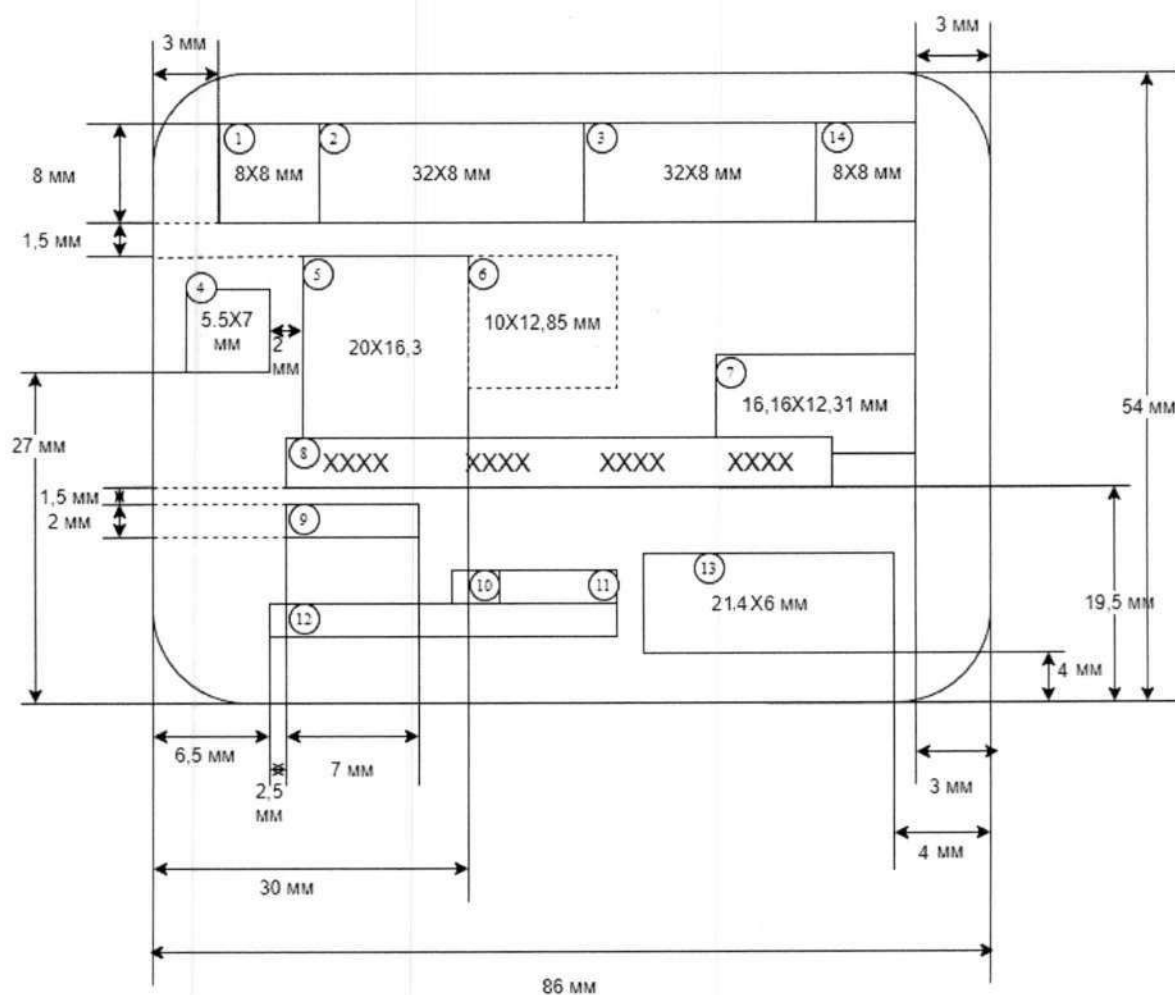 3 мм
3 мм
1
2
3
14
8 мм
8X8 мм
32X8 мм
32X8 мм
8X8 мм
1,5 мм
5
6
4
5.5X7
мм
10X12,85 мм
2
мм
20X16,3
7
16,16X12,31 мм
54 мм
27 мм
8
XXXX XXXX XXXX XXXX
1,5 мм
2 мм
9
10
11
13
21.4X6 мм
19,5 мм
12
4 мм
6,5 мм
7 мм
2,5
мм
3 мм
4 мм
30 мм
86 мм